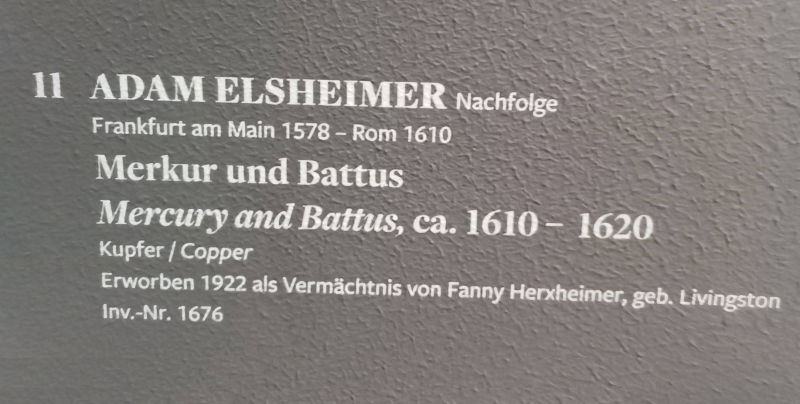 11 ADAM ELSHEIMER Nachfolge
Frankfurt am Main 1578 – Rom 1610
Merkur und Battus
Mercury and Battus, ca. 1610 – 1620
Kupfer / Copper
Erworben 1922 als Vermächtnis von Fanny Herxheimer, geb. Livingston
Inv.-Nr. 1676